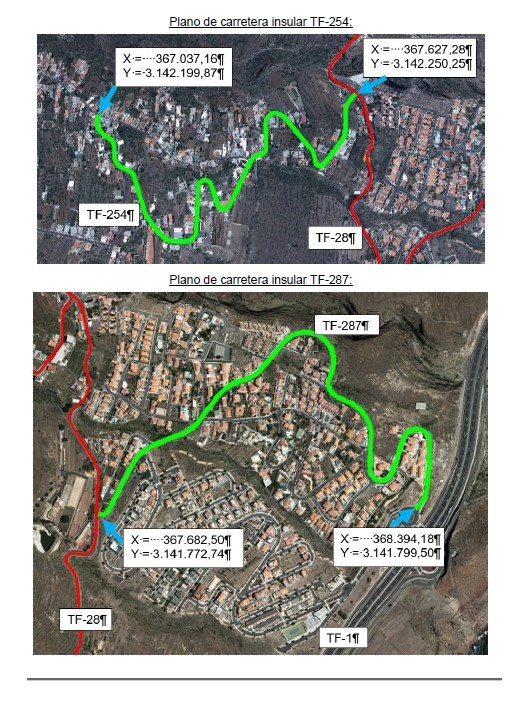 Plano de carretera insular TF-254:
X·=····367.037,16¶
Y·=·3.142.199,87¶
X·=····367.627,28¶
Y·=·3.142.250,25¶
TF-254¶
TF-28¶
Plano de carretera insular TF-287:
TF-287¶
X·=····367.682,50¶
Y·=·3.141.772,74¶
X·=····368.394,18¶
Y·=·3.141.799,50¶
TF-28¶
TF-1¶